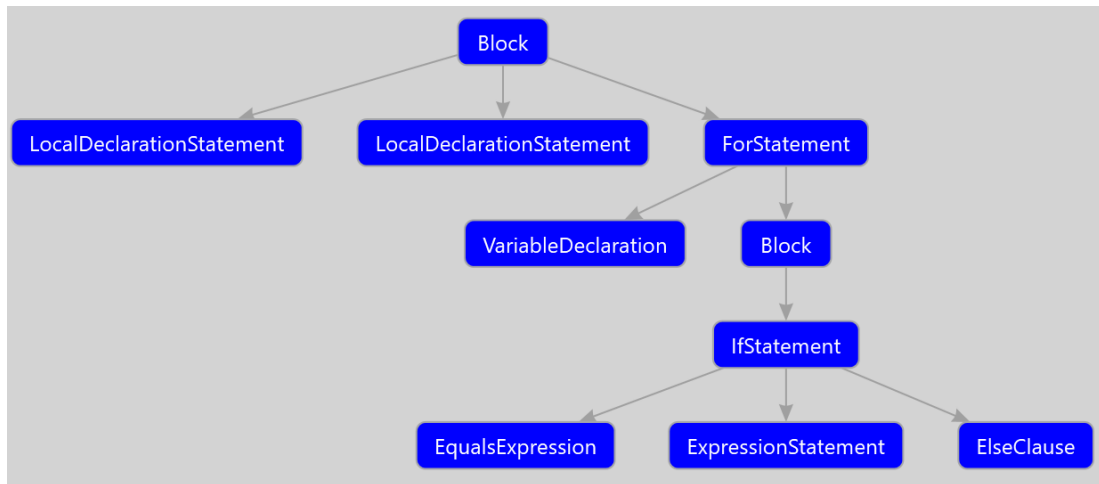 Block
LocalDeclarationStatement
LocalDeclarationStatement
ForStatement
VariableDeclaration
Block
IfStatement
EqualsExpression
ExpressionStatement
ElseClause